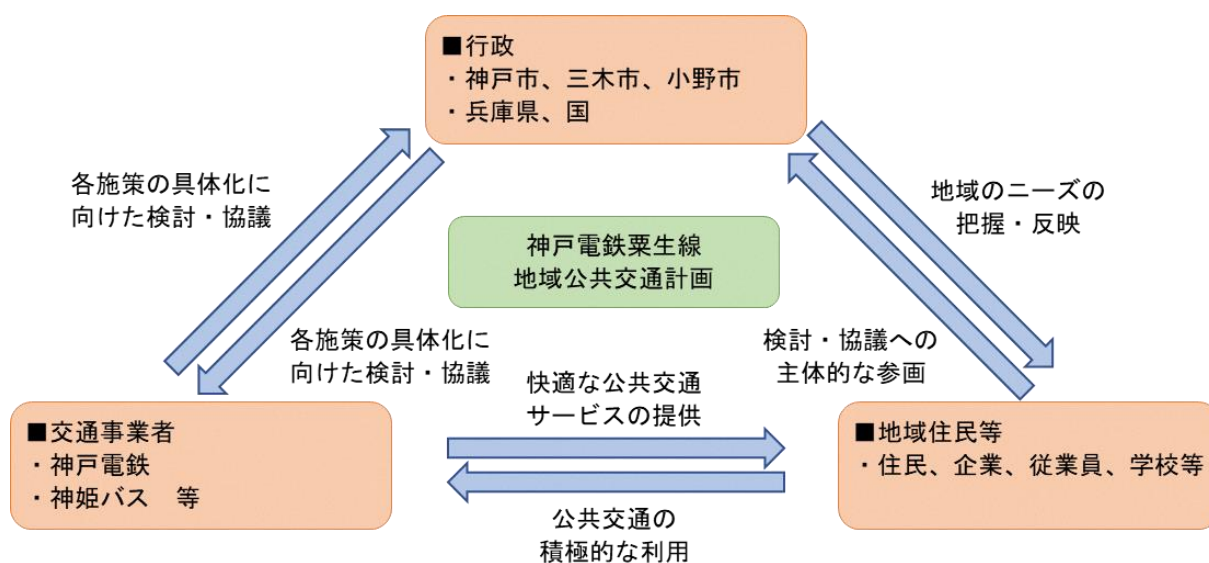 ■行政
・神戸市、三木市、小野市
・兵庫県、国
各施策の具体化に
向けた検討・協議
地域のニーズの
把握・反映
神戸電鉄粟生線
地域公共交通計画
各施策の具体化に
向けた検討・協議
検討・協議への
主体的な参画
快適な公共交通
サービスの提供
■交通事業者
・神戸電鉄
・神姫バス　等
■地域住民等
・住民、企業、従業員、学校等
公共交通の
積極的な利用